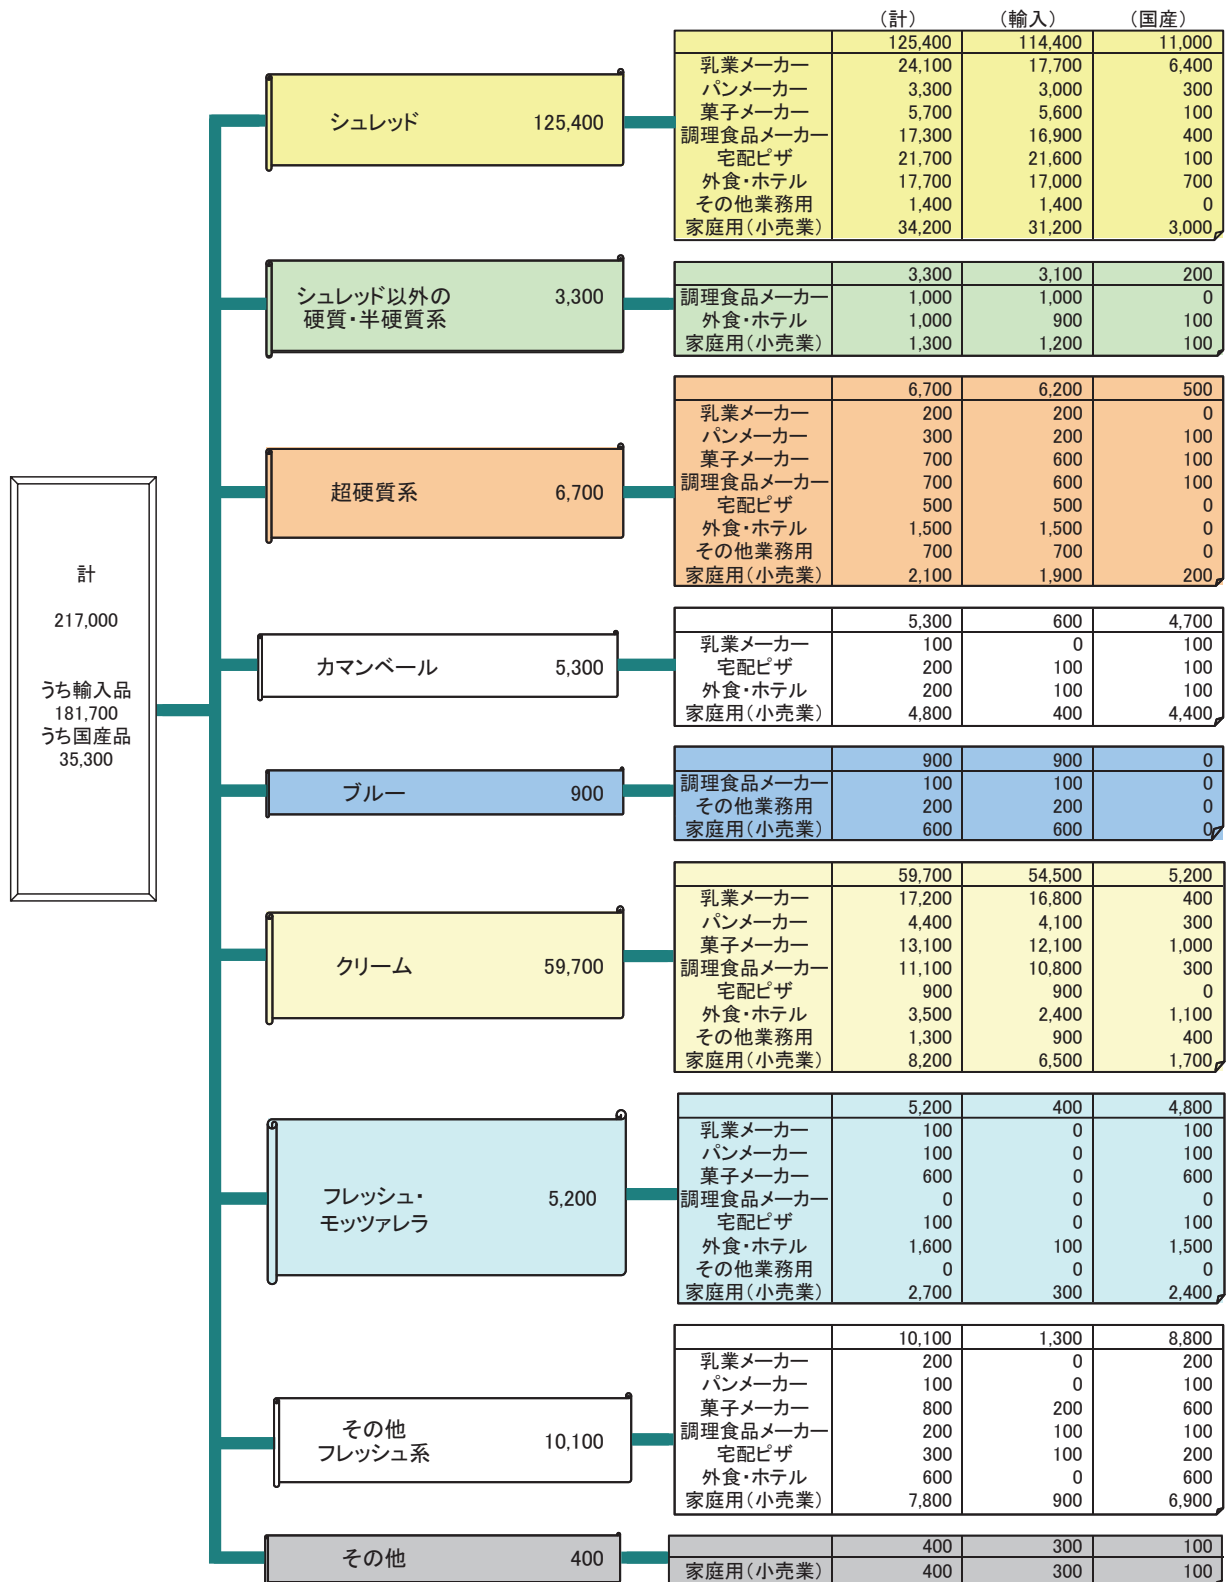 （計） （輸入） （国産）
計
217,000
うち輸入品
181,700
うち国産品
35,300
シュレッド 125,400
125,400 114,400 11,000
乳業メーカー 24,100 17,700 6,400
パンメーカー 3,300 3,000 300
菓子メーカー 5,700 5,600 100
調理食品メーカー 17,300 16,900 400
宅配ピザ 21,700 21,600 100
外食・ホテル 17,700 17,000 700
その他業務用 1,400 1,400 0
家庭用（小売業） 34,200 31,200 3,000
シュレッド以外の 3,300
硬質・半硬質系
3,300 3,100 200
調理食品メーカー 1,000 1,000 0
外食・ホテル 1,000 900 100
家庭用（小売業） 1,300 1,200 100
超硬質系 6,700
6,700 6,200 500
乳業メーカー 200 200 0
パンメーカー 300 200 100
菓子メーカー 700 600 100
調理食品メーカー 700 600 100
宅配ピザ 500 500 0
外食・ホテル 1,500 1,500 0
その他業務用 700 700 0
家庭用（小売業） 2,100 1,900 200
カマンベール 5,300
5,300 600 4,700
乳業メーカー 100 0 100
宅配ピザ 200 100 100
外食・ホテル 200 100 100
家庭用（小売業） 4,800 400 4,400
ブルー 900
900 900 0
調理食品メーカー 100 100 0
その他業務用 200 200 0
家庭用（小売業） 600 600 0
クリーム 59,700
59,700 54,500 5,200
乳業メーカー 17,200 16,800 400
パンメーカー 4,400 4,100 300
菓子メーカー 13,100 12,100 1,000
調理食品メーカー 11,100 10,800 300
宅配ピザ 900 900 0
外食・ホテル 3,500 2,400 1,100
その他業務用 1,300 900 400
家庭用（小売業） 8,200 6,500 1,700
フレッシュ・ 5,200
モッツァレラ
5,200 400 4,800
乳業メーカー 100 0 100
パンメーカー 100 0 100
菓子メーカー 600 0 600
調理食品メーカー 0 0 0
宅配ピザ 100 0 100
外食・ホテル 1,600 100 1,500
その他業務用 0 0 0
家庭用（小売業） 2,700 300 2,400
その他 10,100
フレッシュ系
10,100 1,300 8,800
乳業メーカー 200 0 200
パンメーカー 100 0 100
菓子メーカー 800 200 600
調理食品メーカー 200 100 100
宅配ピザ 300 100 200
外食・ホテル 600 0 600
家庭用（小売業） 7,800 900 6,900
その他 400
400 300 100
家庭用（小売業） 400 300 100